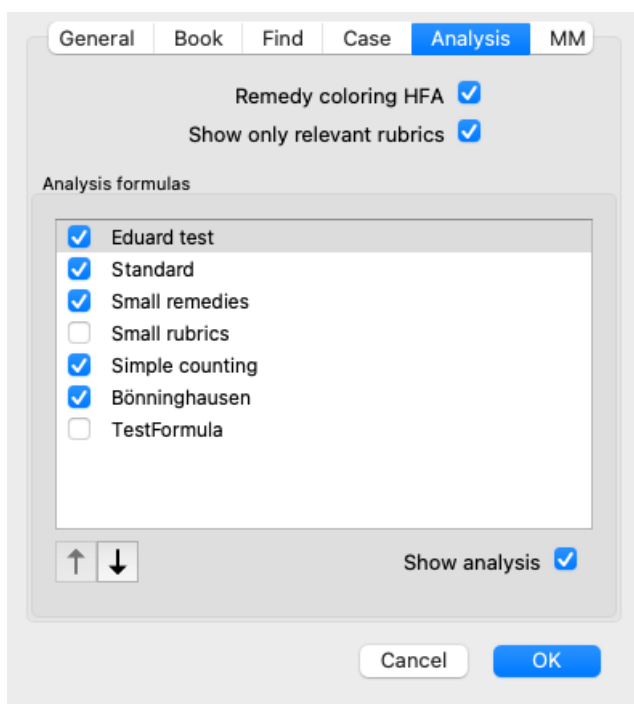 General Book Find Case Analysis MM
Remedy coloring HFA
Show only relevant rubrics
Analysis formulas
Eduard test
Standard
Small remedies
Small rubrics
Simple counting
Bönninghausen
TestFormula
Show analysis
Cancel OK